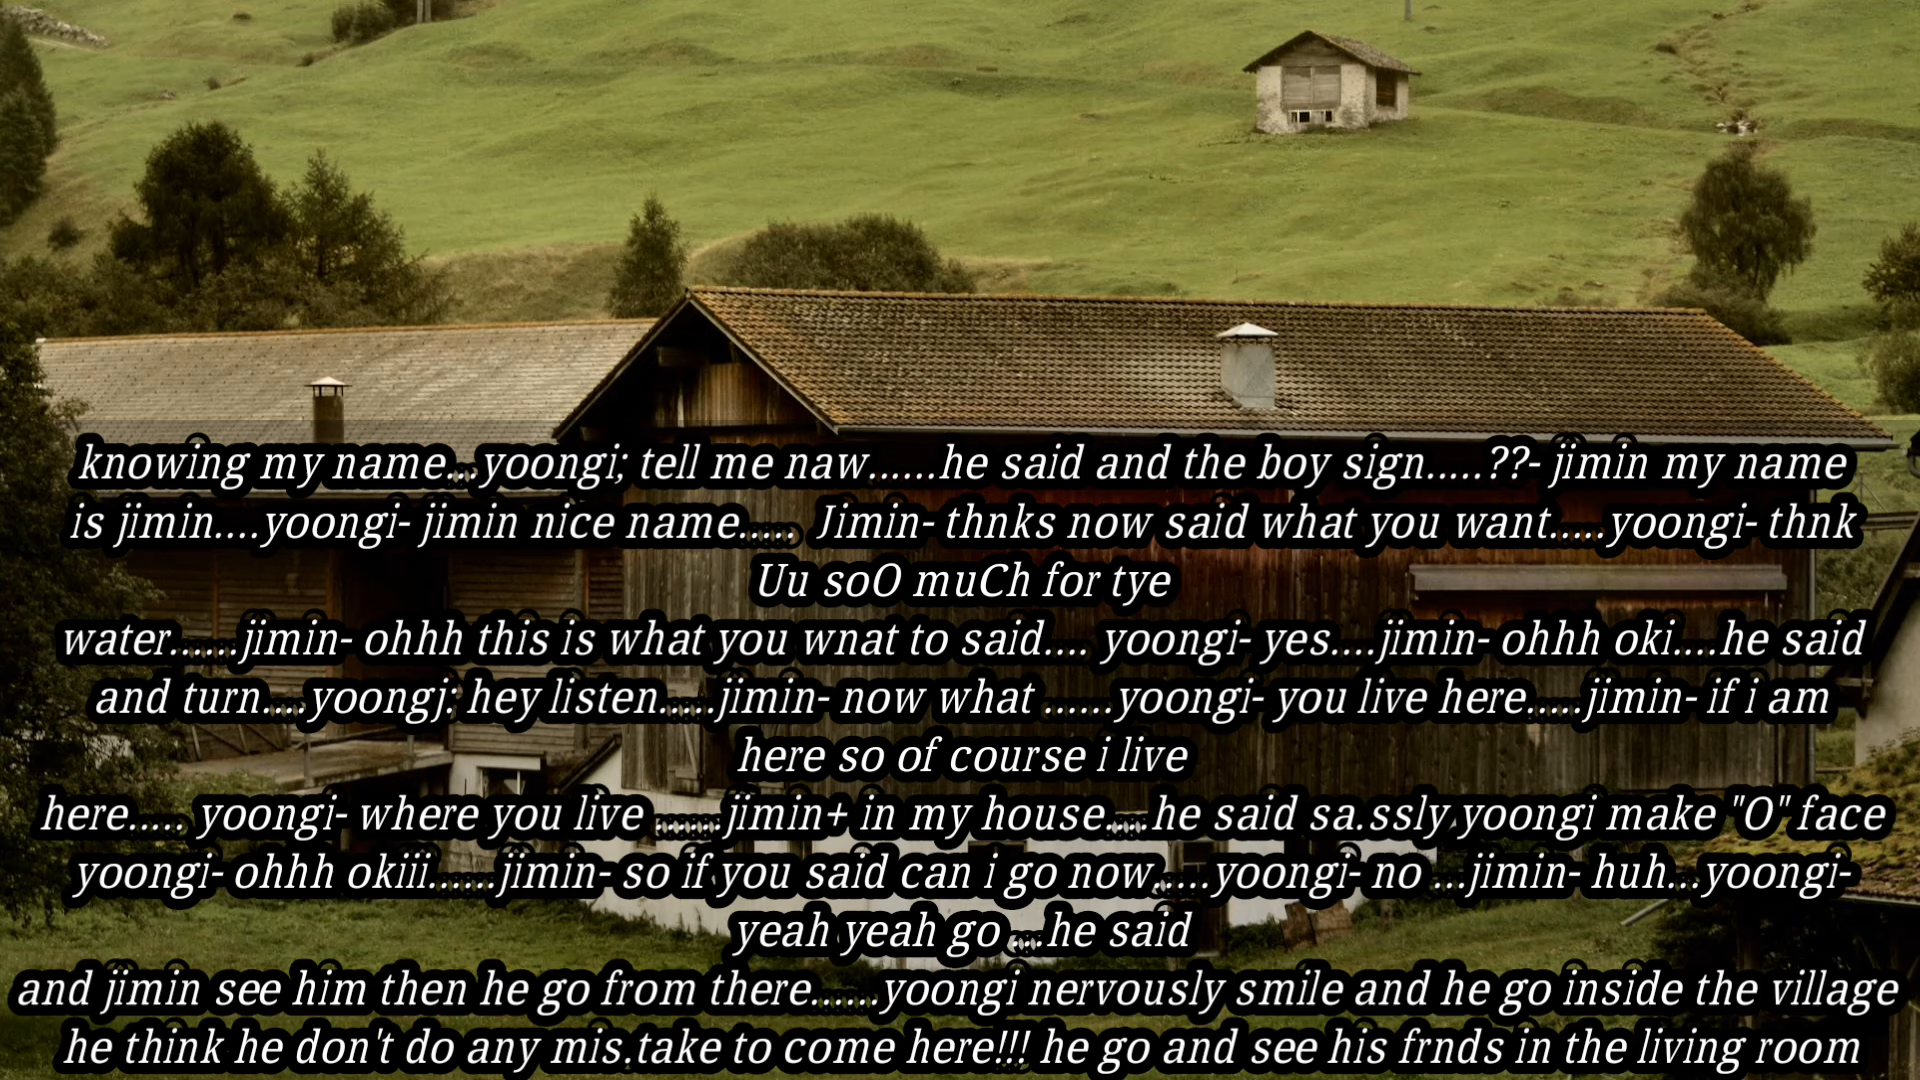 knowing my name...yoongi; tell me naw......he said and the boy sign.....??- jimin my name
is jimin....yoongi- jimin nice name..... Jimin- thnks now said what you want.....yoongi- thnk
Uu soO muCh for tye
water.......jimin- ohhh this is what you wnat to said.... yoongi- yes....jimin- ohhh oki....he said
and turn....yoongj: hey listen.....jimin- now what ......yoongi- you live here.....jimin- if i am
here so of course i live
here..... yoongi- where you live .......jimin+ in my house.....he said sa.ssly yoongi make "O" face
yoongi- ohhh okiii.......jimin- so if you said can i go now,.....yoongi- no ...jimin- huh...yoongi-
yeah yeah go ....he said
and jimin see him then he go from there.......yoongi nervously smile and he go inside the village
he think he don't do any mis.take to come here!!! he go and see his frnds in the living room